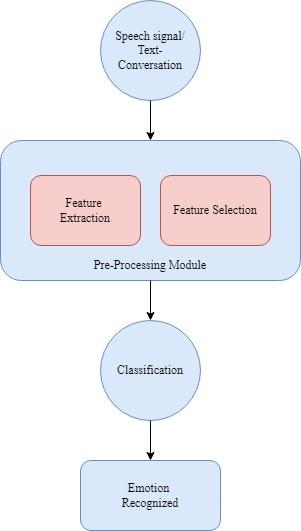 Speech signal/
Text-
Conversation
Feature
Extraction
Feature Selection
Pre-Processing Module
Classification
Emotion
Recognized